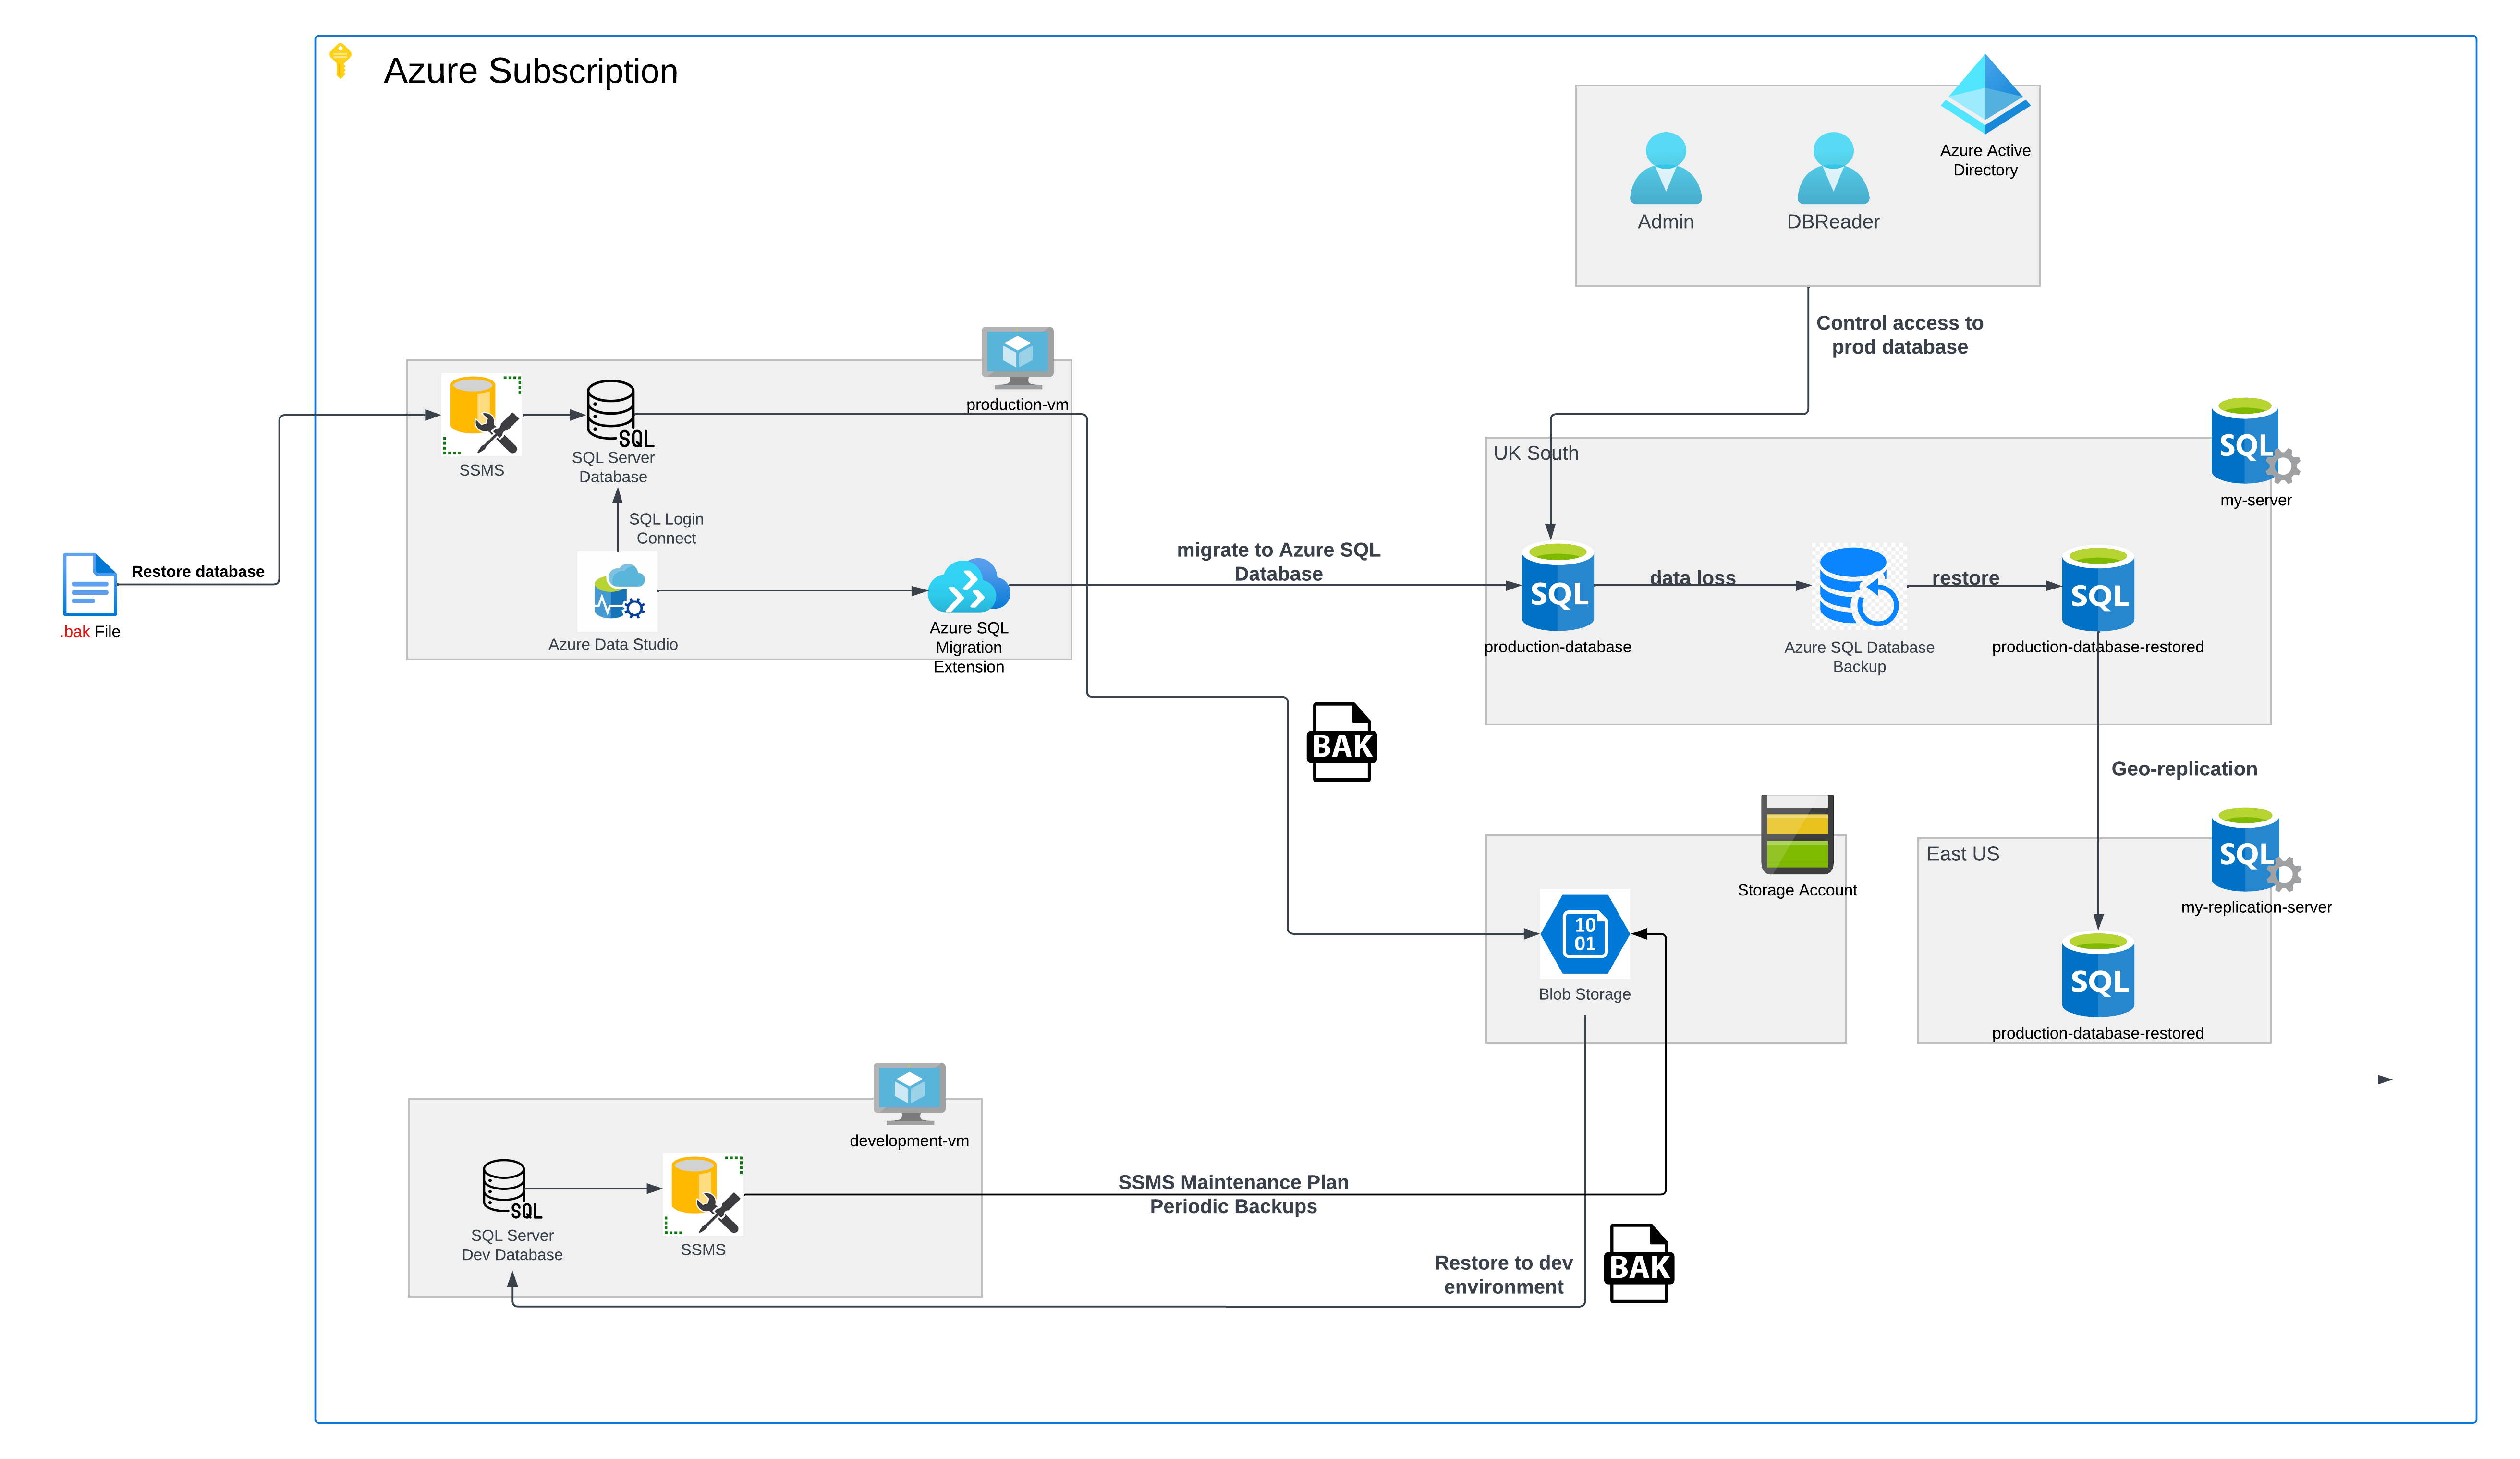 Azure Subscription
Azure Active
Directory
Admin
DBReader
Control access to
prod database
production-vm
SSMS
SQL
SQL Server
Database
SQL Login
Connect
Azure Data Studio
Azure SQL
Migration
Extension
Restore database
.bak File
migrate to Azure SQL
Database
UK South
SQL
my-server
SQL
production-database
data loss
Azure SQL Database
Backup
restore
SQL
production-database-restored
BAK
Geo-replication
Storage Account
10
01
Blob Storage
East US
SQL
my-replication-server
SQL
production-database-restored
development-vm
SQL
SQL Server
Dev Database
SSMS
SSMS Maintenance Plan
Periodic Backups
Restore to dev
environment
BAK